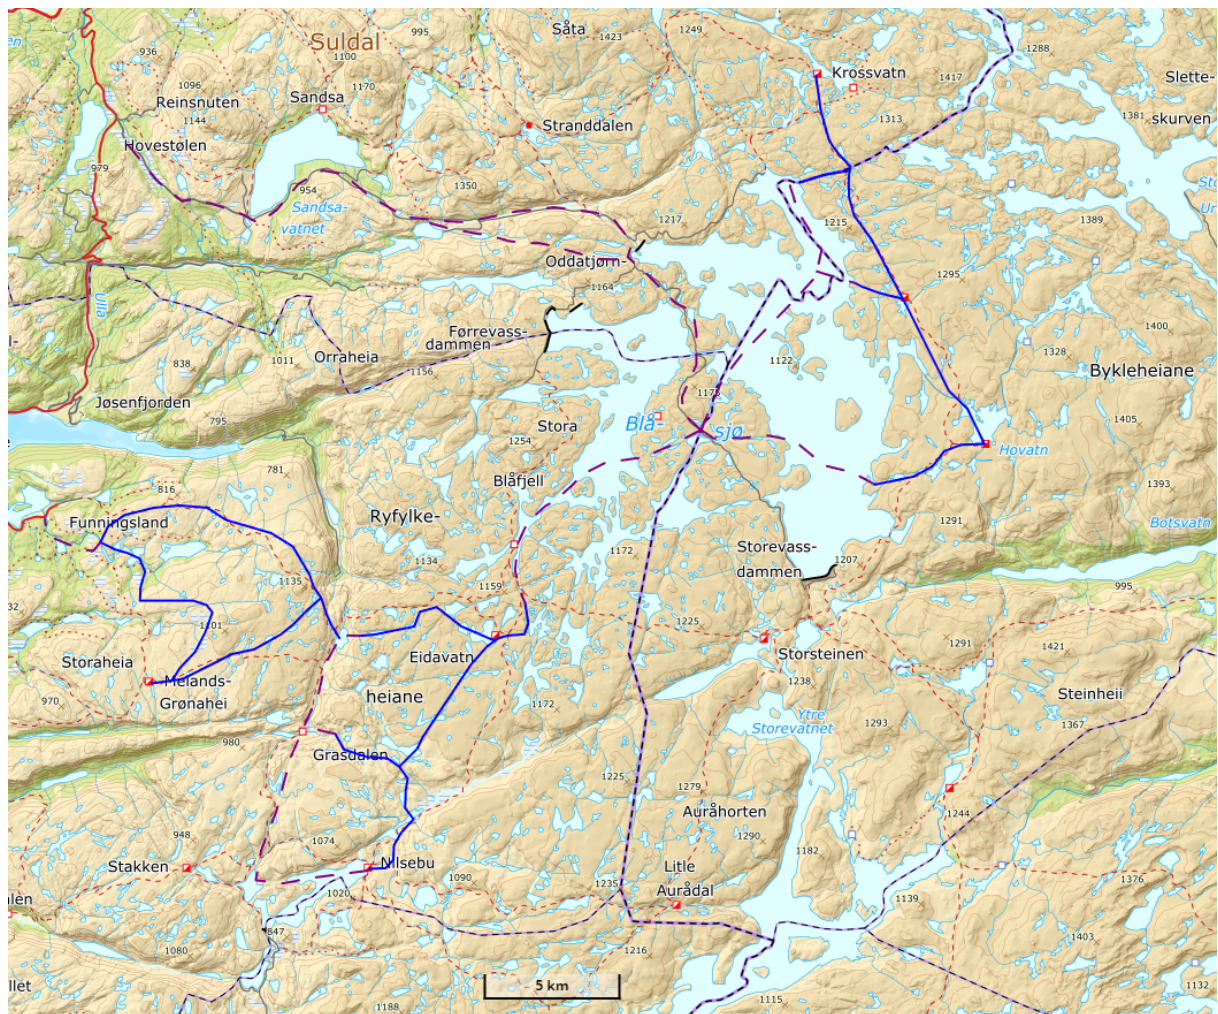 Såta
1423
1249
995
1288
Suldal
936
1100
Krossvatn
1417
Slette-
1096
1170
Reinsnuten
Sandsa
1144
Stranddalen
1313
1381
skurven
Hovestølen
979
954
1350
Sandsa-
vatnet
1217
1215
1389
Oddatjørn-
1164
1295
Ulla
Førrevass-
dammen
1400
838
1011
Orraheia
1156
1122
1328
Bykleheiane
Jøsenfjorden
795
1175
1405
Blå-
sjø
Stora
1254
Hovatn
781
Blåfjell
816
1393
Ryfylke-
Funningsland
1291
Botsvatn
1134
1172
Storevass-
dammen
1207
995
1135
1159
1101
1225
1291
1421
Storaheia
Eidavatn
Storsteinen
Melands-
Grønahei
970
heiane
1172
1238
Steinheii
Ytre
Storevatnet
1293
1367
980
Grasdalen
1225
1279
Auråhorten
1244
948
1074
1290
Stakken
Nilsebu
1182
Litle
Aurådal
1020
1090
1235
1376
1139
847
1080
1216
1403
5 km
1188
1115
1132